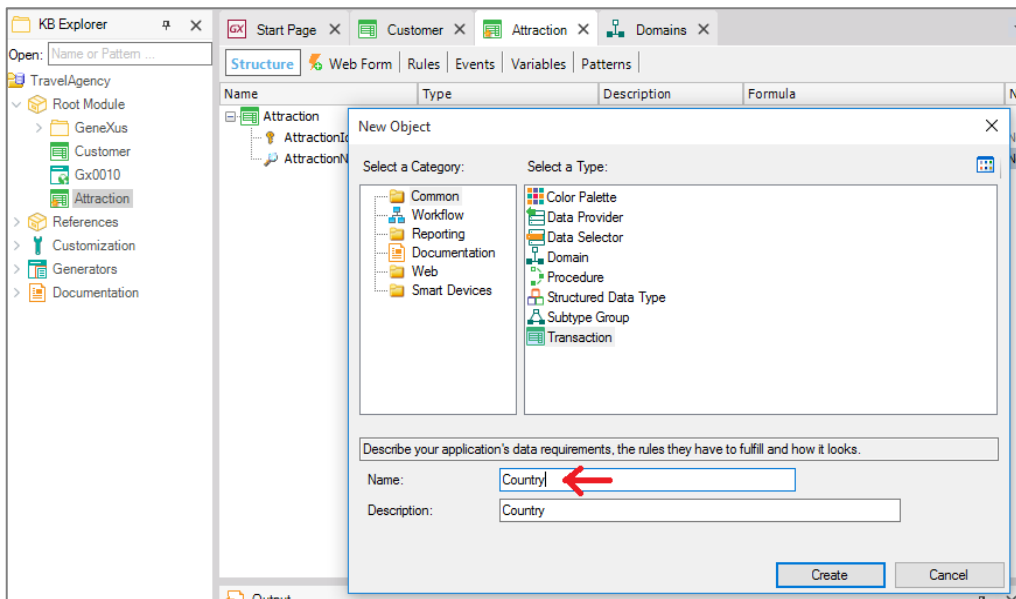 KB Explorer
Open: Name or Pattern ...
TravelAgency
Root Module
GeneXus
Customer
Gx0010
Attraction
References
Customization
Generators
Documentation
GX Start Page Customer Attraction Domains
Structure Web Form Rules Events Variables Patterns
Name Type Description Formula N
Attraction
AttractionId
AttractionN
New Object
Select a Category:
Common
Workflow
Reporting
Documentation
Web
Smart Devices
Select a Type:
Color Palette
Data Provider
Data Selector
Domain
Procedure
Structured Data Type
Subtype Group
Transaction
Describe your application's data requirements, the rules they have to fulfill and how it looks.
Name: Country
Description: Country
Create Cancel
Output